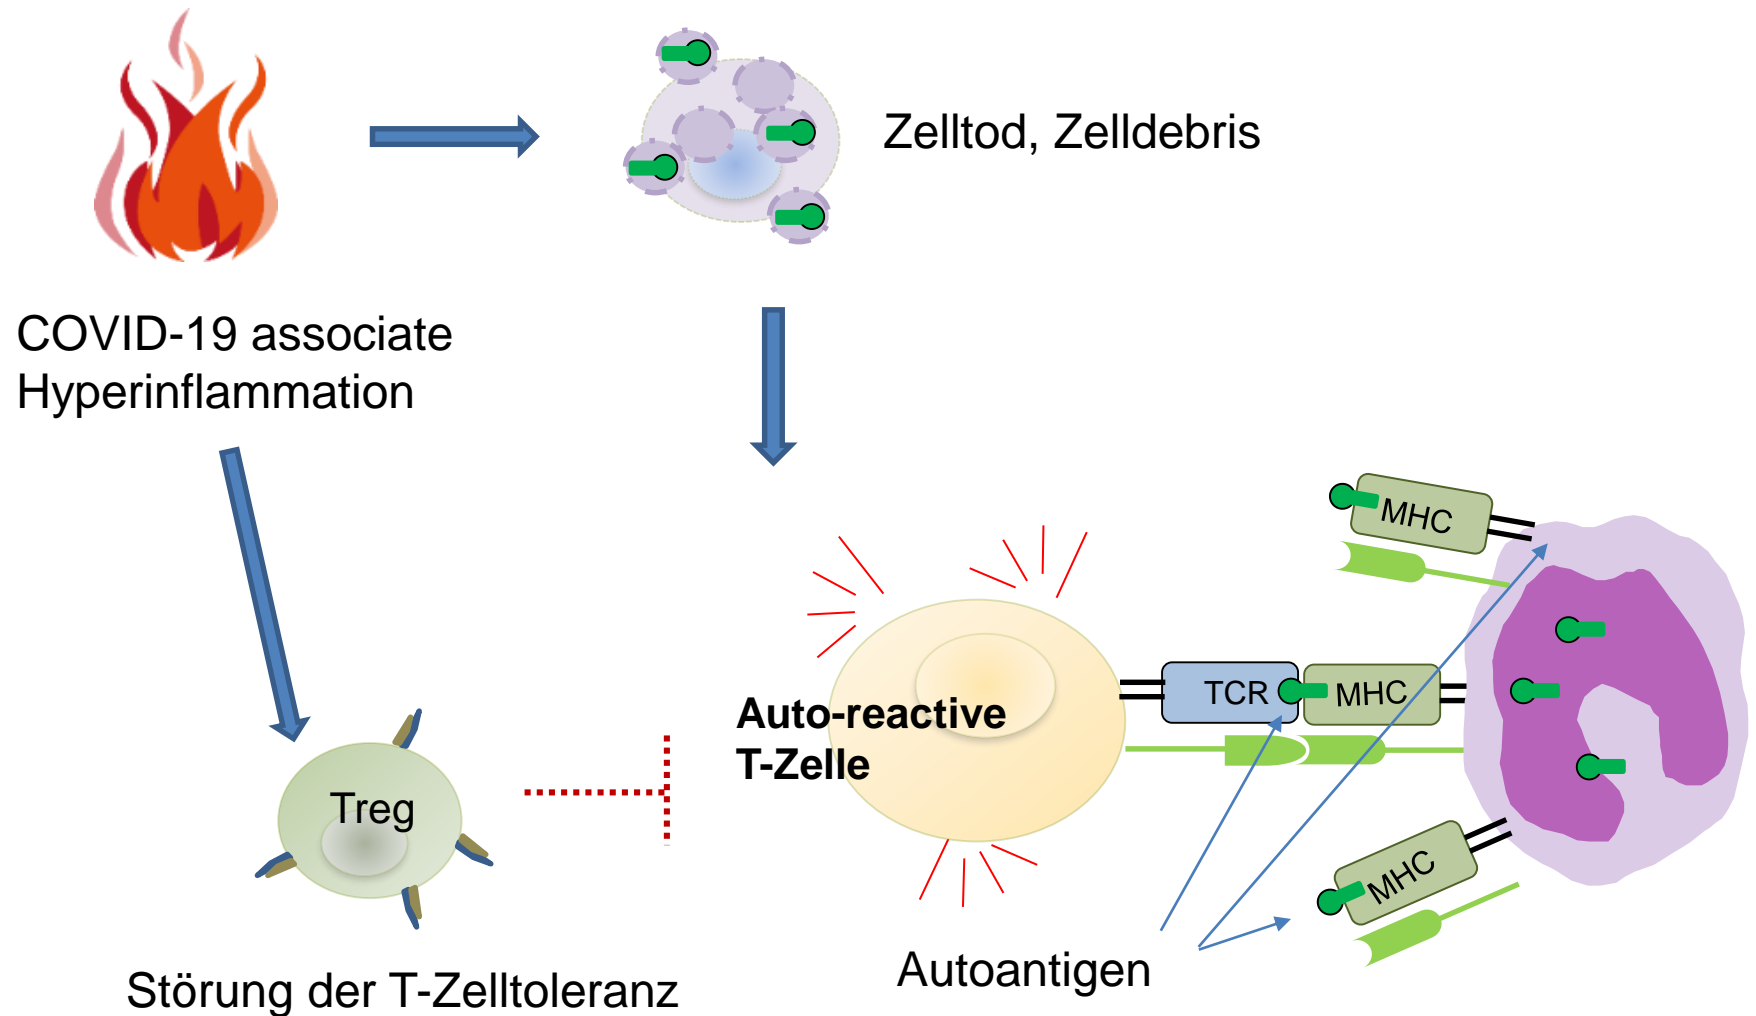 Zelltod, Zelldebris
COVID-19 associate
Hyperinflammation
MHC
TCR
MHC
Auto-reactive
T-Zelle
Treg
MHC
Autoantigen
Störung der T-Zelltoleranz